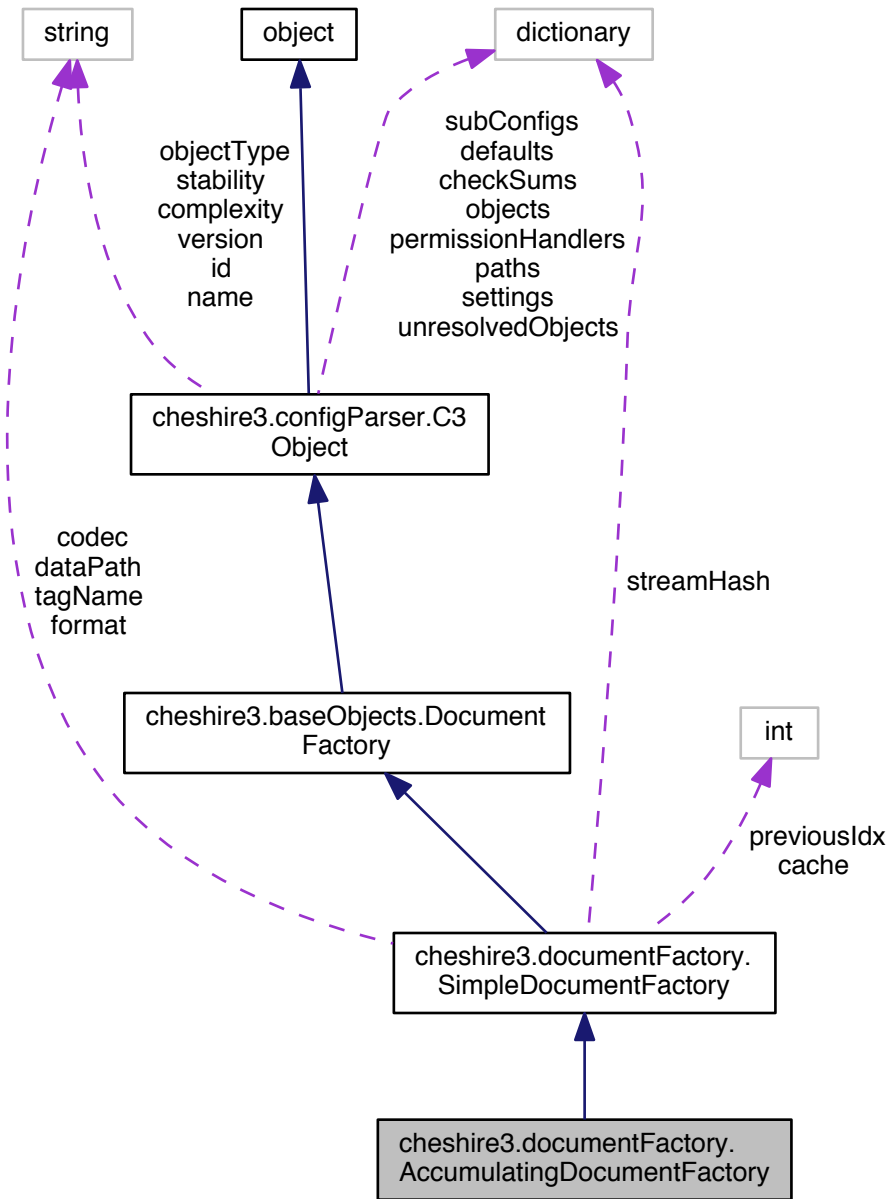 string
object
dictionary
objectType
stability
complexity
version
id
name
subConfigs
defaults
checkSums
objects
permissionHandlers
paths
settings
unresolvedObjects
cheshire3.configParser.C3
Object
codec
dataPath
tagName
format
streamHash
cheshire3.baseObjects.Document
Factory
int
previousIdx
cache
cheshire3.documentFactory.
SimpleDocumentFactory
cheshire3.documentFactory.
AccumulatingDocumentFactory